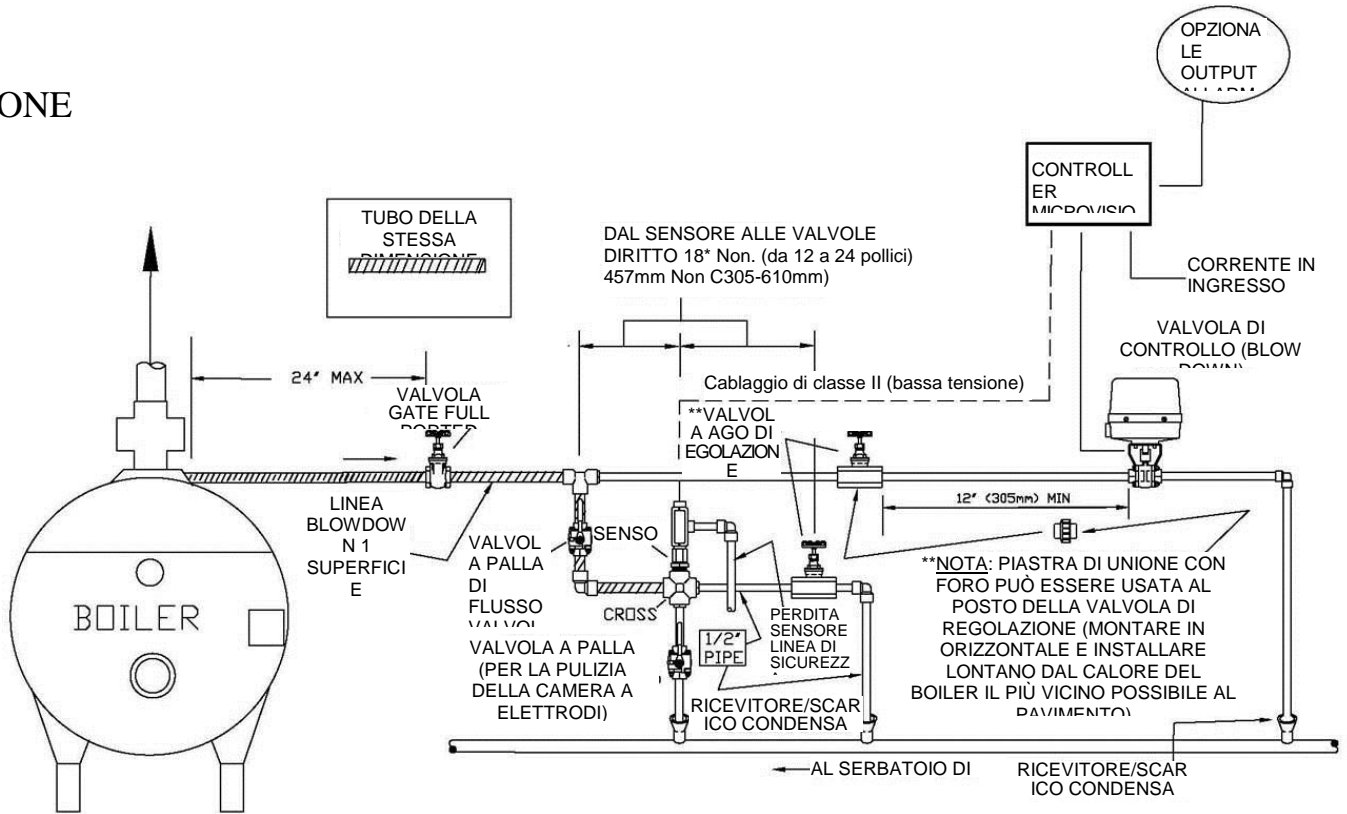 ONE
OPZIONA
LE
OUTPUT
CONTROLL
ER
CORRENTE IN
INGRESSO
TUBO DELLA
STESSA
DAL SENSORE ALLE VALVOLE
DIRITTO 18* Non. (da 12 a 24 pollici)
457mm Non C305-610mm)
VALVOLA DI
CONTROLLO (BLOW
24" MAX
VALVOLA
GATE FULL
Cablaggio di classe II (bassa tensione)
**VALVOL
A AGO DI
EGOLAZION
E
12" (305mm) MIN
LINEA
BLOWDOW
N 1
SUPERFICI
E
VALVOL
A PALLA
DI
FLUSSO
SENSO
CROSS
BOILER
VALVOLA A PALLA
(PER LA PULIZIA
DELLA CAMERA A
ELETTRODI)
1/2"
PIPE
PERDITA
SENSORE
LINEA DI
SICUREZZ
RICEVITORE/SCAR
ICO CONDENSA
**NOTA: PIASTRA DI UNIONE CON
FORO PUÒ ESSERE USATA AL
POSTO DELLA VALVOLA DI
REGOLAZIONE (MONTARE IN
ORIZZONTALE E INSTALLARE
LONTANO DAL CALORE DEL
BOILER IL PIÙ VICINO POSSIBILE AL
PAVIMENTO)
AL SERBATOIO DI
RICEVITORE/SCAR
ICO CONDENSA